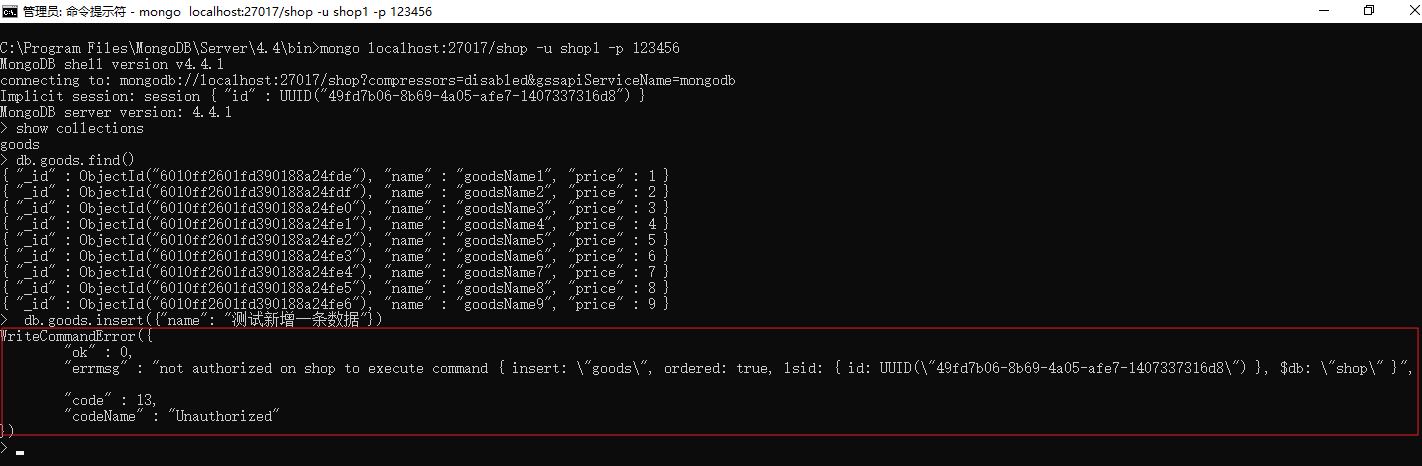 管理员: 命令提示符 - mongo  localhost:27017/shop -u shop1 -p 123456
C:\Program Files\MongoDB\Server\4.4\bin>mongo localhost:27017/shop -u shop1 -p 123456
MongoDB shell version v4.4.1
connecting to: mongodb://localhost:27017/shop?compressors=disabled&gssapiServiceName=mongodb
Implicit session: session { "id" : UUID("49fd7b06-8b69-4a05-afe7-1407337316d8") }
MongoDB server version: 4.4.1
> show collections
goods
> db.goods.find()
{ "_id" : ObjectId("6010ff2601fd390188a24fde"), "name" : "goodsName1", "price" : 1 }
{ "_id" : ObjectId("6010ff2601fd390188a24fdf"), "name" : "goodsName2", "price" : 2 }
{ "_id" : ObjectId("6010ff2601fd390188a24fe0"), "name" : "goodsName3", "price" : 3 }
{ "_id" : ObjectId("6010ff2601fd390188a24fe1"), "name" : "goodsName4", "price" : 4 }
{ "_id" : ObjectId("6010ff2601fd390188a24fe2"), "name" : "goodsName5", "price" : 5 }
{ "_id" : ObjectId("6010ff2601fd390188a24fe3"), "name" : "goodsName6", "price" : 6 }
{ "_id" : ObjectId("6010ff2601fd390188a24fe4"), "name" : "goodsName7", "price" : 7 }
{ "_id" : ObjectId("6010ff2601fd390188a24fe5"), "name" : "goodsName8", "price" : 8 }
{ "_id" : ObjectId("6010ff2601fd390188a24fe6"), "name" : "goodsName9", "price" : 9 }
>  db.goods.insert({"name": "测试新增一条数据"})
WriteCommandError({
"ok" : 0,
"errmsg" : "not authorized on shop to execute command { insert: \"goods\", ordered: true, lsid: { id: UUID(\"49fd7b06-8b69-4a05-afe7-1407337316d8\") }, $db: \"shop\" }",
"code" : 13,
"codeName" : "Unauthorized"
})
>